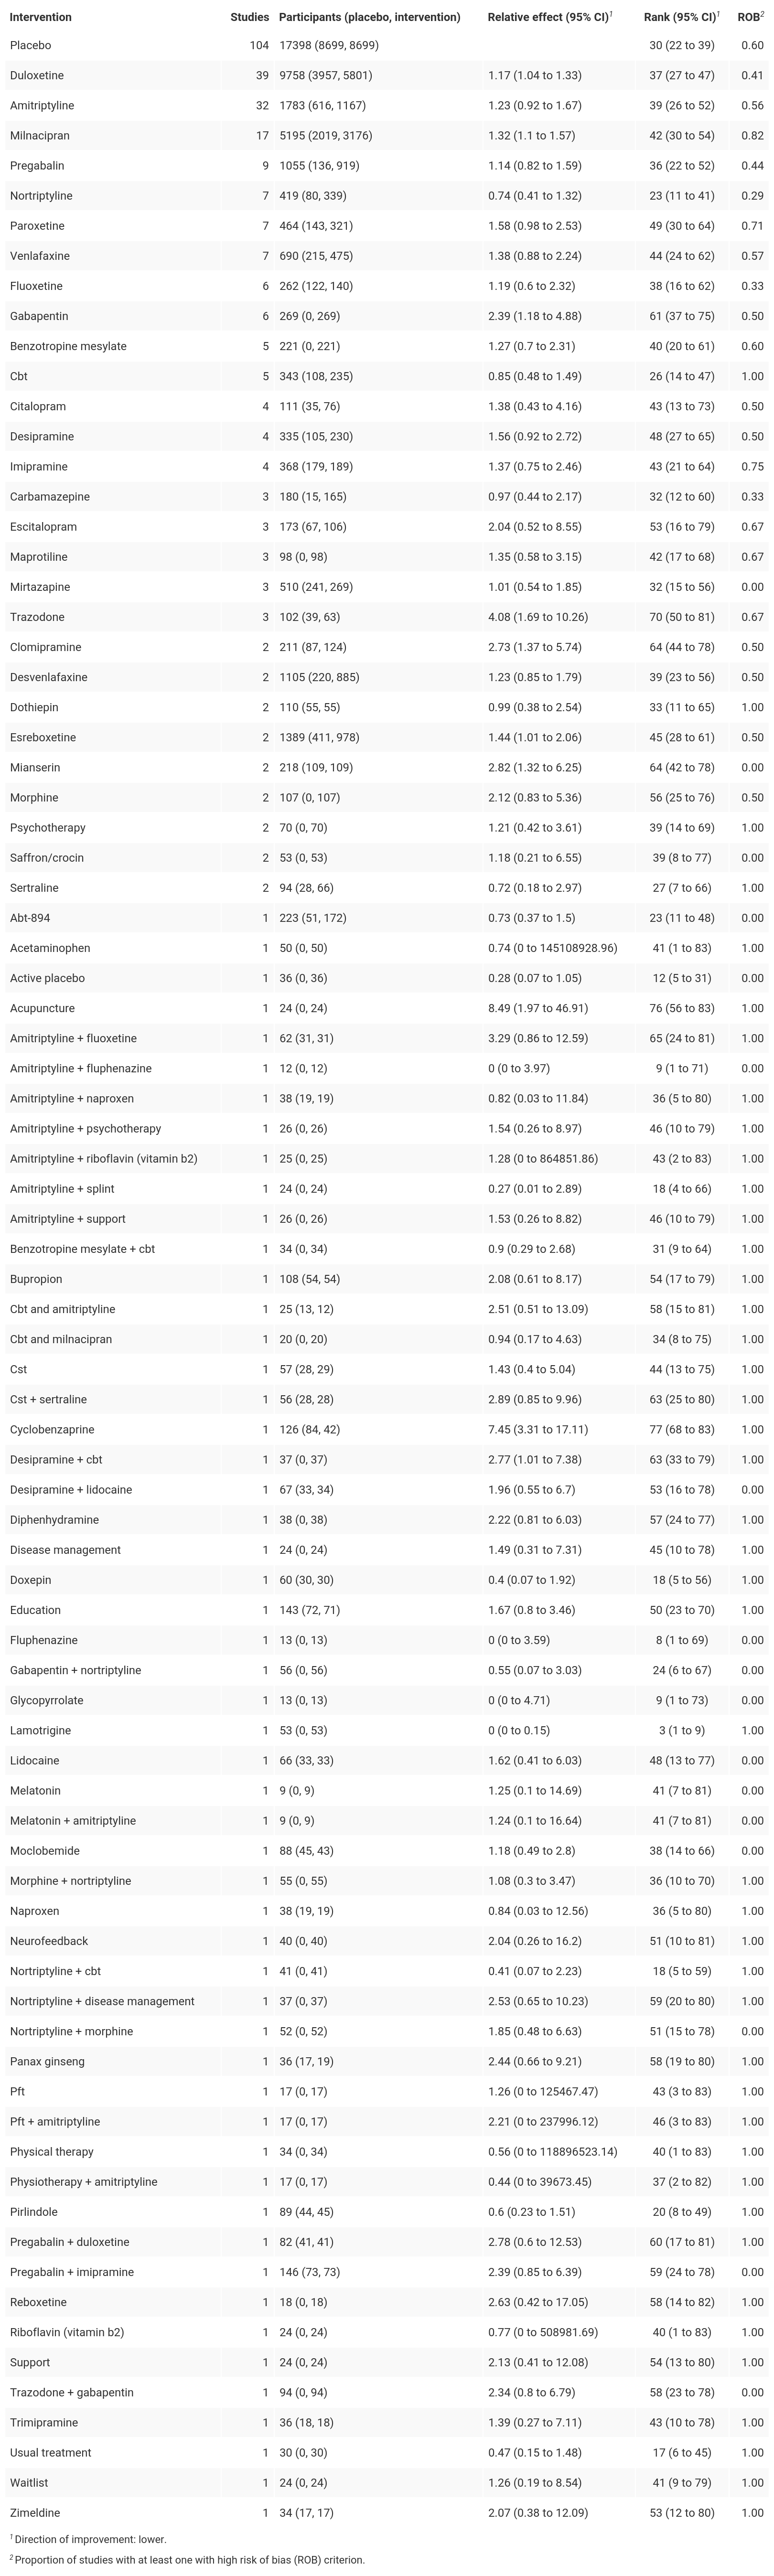 Intervention Studies Participants (placebo, intervention) Relative effect (95% CI)¹ Rank (95% CI)¹ ROB²
Placebo 104 17398 (8699, 8699) 30 (22 to 39) 0.60
Duloxetine 39 9758 (3957, 5801) 1.17 (1.04 to 1.33) 37 (27 to 47) 0.41
Amitriptyline 32 1783 (616, 1167) 1.23 (0.92 to 1.67) 39 (26 to 52) 0.56
Milnacipran 17 5195 (2019, 3176) 1.32 (1.1 to 1.57) 42 (30 to 54) 0.82
Pregabalin 9 1055 (136, 919) 1.14 (0.82 to 1.59) 36 (22 to 52) 0.44
Nortriptyline 7 419 (80, 339) 0.74 (0.41 to 1.32) 23 (11 to 41) 0.29
Paroxetine 7 464 (143, 321) 1.58 (0.98 to 2.53) 49 (30 to 64) 0.71
Venlafaxine 7 690 (215, 475) 1.38 (0.88 to 2.24) 44 (24 to 62) 0.57
Fluoxetine 6 262 (122, 140) 1.19 (0.6 to 2.32) 38 (16 to 62) 0.33
Gabapentin 6 269 (0, 269) 2.39 (1.18 to 4.88) 61 (37 to 75) 0.50
Benzotropine mesylate 5 221 (0, 221) 1.27 (0.7 to 2.31) 40 (20 to 61) 0.60
Cbt 5 343 (108, 235) 0.85 (0.48 to 1.49) 26 (14 to 47) 1.00
Citalopram 4 111 (35, 76) 1.38 (0.43 to 4.16) 43 (13 to 73) 0.50
Desipramine 4 335 (105, 230) 1.56 (0.92 to 2.72) 48 (27 to 65) 0.50
Imipramine 4 368 (179, 189) 1.37 (0.75 to 2.46) 43 (21 to 64) 0.75
Carbamazepine 3 180 (15, 165) 0.97 (0.44 to 2.17) 32 (12 to 60) 0.33
Escitalopram 3 173 (67, 106) 2.04 (0.52 to 8.55) 53 (16 to 79) 0.67
Maprotiline 3 98 (0, 98) 1.35 (0.58 to 3.15) 42 (17 to 68) 0.67
Mirtazapine 3 510 (241, 269) 1.01 (0.54 to 1.85) 32 (15 to 56) 0.00
Trazodone 3 102 (39, 63) 4.08 (1.69 to 10.26) 70 (50 to 81) 0.67
Clomipramine 2 211 (87, 124) 2.73 (1.37 to 5.74) 64 (44 to 78) 0.50
Desvenlafaxine 2 1105 (220, 885) 1.23 (0.85 to 1.79) 39 (23 to 56) 0.50
Dothiepin 2 110 (55, 55) 0.99 (0.38 to 2.54) 33 (11 to 65) 1.00
Esreboxetine 2 1389 (411, 978) 1.44 (1.01 to 2.06) 45 (28 to 61) 0.50
Mianserin 2 218 (109, 109) 2.82 (1.32 to 6.25) 64 (42 to 78) 0.00
Morphine 2 107 (0, 107) 2.12 (0.83 to 5.36) 56 (25 to 76) 0.50
Psychotherapy 2 70 (0, 70) 1.21 (0.42 to 3.61) 39 (14 to 69) 1.00
Saffron/crocin 2 53 (0, 53) 1.18 (0.21 to 6.55) 39 (8 to 77) 0.00
Sertraline 2 94 (28, 66) 0.72 (0.18 to 2.97) 27 (7 to 66) 1.00
Abt-894 1 223 (51, 172) 0.73 (0.37 to 1.5) 23 (11 to 48) 0.00
Acetaminophen 1 50 (0, 50) 0.74 (0 to 145108928.96) 41 (1 to 83) 1.00
Active placebo 1 36 (0, 36) 0.28 (0.07 to 1.05) 12 (5 to 31) 0.00
Acupuncture 1 24 (0, 24) 8.49 (1.97 to 46.91) 76 (56 to 83) 1.00
Amitriptyline + fluoxetine 1 62 (31, 31) 3.29 (0.86 to 12.59) 65 (24 to 81) 1.00
Amitriptyline + fluphenazine 1 12 (0, 12) 0 (0 to 3.97) 9 (1 to 71) 0.00
Amitriptyline + naproxen 1 38 (19, 19) 0.82 (0.03 to 11.84) 36 (5 to 80) 1.00
Amitriptyline + psychotherapy 1 26 (0, 26) 1.54 (0.26 to 8.97) 46 (10 to 79) 1.00
Amitriptyline + riboflavin (vitamin b2) 1 25 (0, 25) 1.28 (0 to 864851.86) 43 (2 to 83) 1.00
Amitriptyline + splint 1 24 (0, 24) 0.27 (0.01 to 2.89) 18 (4 to 66) 1.00
Amitriptyline + support 1 26 (0, 26) 1.53 (0.26 to 8.82) 46 (10 to 79) 1.00
Benzotropine mesylate + cbt 1 34 (0, 34) 0.9 (0.29 to 2.68) 31 (9 to 64) 1.00
Bupropion 1 108 (54, 54) 2.08 (0.61 to 8.17) 54 (17 to 79) 1.00
Cbt and amitriptyline 1 25 (13, 12) 2.51 (0.51 to 13.09) 58 (15 to 81) 1.00
Cbt and milnacipran 1 20 (0, 20) 0.94 (0.17 to 4.63) 34 (8 to 75) 1.00
Cst 1 57 (28, 29) 1.43 (0.4 to 5.04) 44 (13 to 75) 1.00
Cst + sertraline 1 56 (28, 28) 2.89 (0.85 to 9.96) 63 (25 to 80) 1.00
Cyclobenzaprine 1 126 (84, 42) 7.45 (3.31 to 17.11) 77 (68 to 83) 1.00
Desipramine + cbt 1 37 (0, 37) 2.77 (1.01 to 7.38) 63 (33 to 79) 1.00
Desipramine + lidocaine 1 67 (33, 34) 1.96 (0.55 to 6.7) 53 (16 to 78) 0.00
Diphenhydramine 1 38 (0, 38) 2.22 (0.81 to 6.03) 57 (24 to 77) 1.00
Disease management 1 24 (0, 24) 1.49 (0.31 to 7.31) 45 (10 to 78) 1.00
Doxepin 1 60 (30, 30) 0.4 (0.07 to 1.92) 18 (5 to 56) 1.00
Education 1 143 (72, 71) 1.67 (0.8 to 3.46) 50 (23 to 70) 1.00
Fluphenazine 1 13 (0, 13) 0 (0 to 3.59) 8 (1 to 69) 0.00
Gabapentin + nortriptyline 1 56 (0, 56) 0.55 (0.07 to 3.03) 24 (6 to 67) 0.00
Glycopyrrolate 1 13 (0, 13) 0 (0 to 4.71) 9 (1 to 73) 0.00
Lamotrigine 1 53 (0, 53) 0 (0 to 0.15) 3 (1 to 9) 1.00
Lidocaine 1 66 (33, 33) 1.62 (0.41 to 6.03) 48 (13 to 77) 0.00
Melatonin 1 9 (0, 9) 1.25 (0.1 to 14.69) 41 (7 to 81) 0.00
Melatonin + amitriptyline 1 9 (0, 9) 1.24 (0.1 to 16.64) 41 (7 to 81) 0.00
Moclobemide 1 88 (45, 43) 1.18 (0.49 to 2.8) 38 (14 to 66) 0.00
Morphine + nortriptyline 1 55 (0, 55) 1.08 (0.3 to 3.47) 36 (10 to 70) 1.00
Naproxen 1 38 (19, 19) 0.84 (0.03 to 12.56) 36 (5 to 80) 1.00
Neurofeedback 1 40 (0, 40) 2.04 (0.26 to 16.2) 51 (10 to 81) 1.00
Nortriptyline + cbt 1 41 (0, 41) 0.41 (0.07 to 2.23) 18 (5 to 59) 1.00
Nortriptyline + disease management 1 37 (0, 37) 2.53 (0.65 to 10.23) 59 (20 to 80) 1.00
Nortriptyline + morphine 1 52 (0, 52) 1.85 (0.48 to 6.63) 51 (15 to 78) 0.00
Panax ginseng 1 36 (17, 19) 2.44 (0.66 to 9.21) 58 (19 to 80) 1.00
Pft 1 17 (0, 17) 1.26 (0 to 125467.47) 43 (3 to 83) 1.00
Pft + amitriptyline 1 17 (0, 17) 2.21 (0 to 237996.12) 46 (3 to 83) 1.00
Physical therapy 1 34 (0, 34) 0.56 (0 to 118896523.14) 40 (1 to 83) 1.00
Physiotherapy + amitriptyline 1 17 (0, 17) 0.44 (0 to 39673.45) 37 (2 to 82) 1.00
Pirlindole 1 89 (44, 45) 0.6 (0.23 to 1.51) 20 (8 to 49) 1.00
Pregabalin + duloxetine 1 82 (41, 41) 2.78 (0.6 to 12.53) 60 (17 to 81) 1.00
Pregabalin + imipramine 1 146 (73, 73) 2.39 (0.85 to 6.39) 59 (24 to 78) 0.00
Reboxetine 1 18 (0, 18) 2.63 (0.42 to 17.05) 58 (14 to 82) 1.00
Riboflavin (vitamin b2) 1 24 (0, 24) 0.77 (0 to 508981.69) 40 (1 to 83) 1.00
Support 1 24 (0, 24) 2.13 (0.41 to 12.08) 54 (13 to 80) 1.00
Trazodone + gabapentin 1 94 (0, 94) 2.34 (0.8 to 6.79) 58 (23 to 78) 0.00
Trimipramine 1 36 (18, 18) 1.39 (0.27 to 7.11) 43 (10 to 78) 1.00
Usual treatment 1 30 (0, 30) 0.47 (0.15 to 1.48) 17 (6 to 45) 1.00
Waitlist 1 24 (0, 24) 1.26 (0.19 to 8.54) 41 (9 to 79) 1.00
Zimeldine 1 34 (17, 17) 2.07 (0.38 to 12.09) 53 (12 to 80) 1.00
¹ Direction of improvement: lower.
² Proportion of studies with at least one with high risk of bias (ROB) criterion.